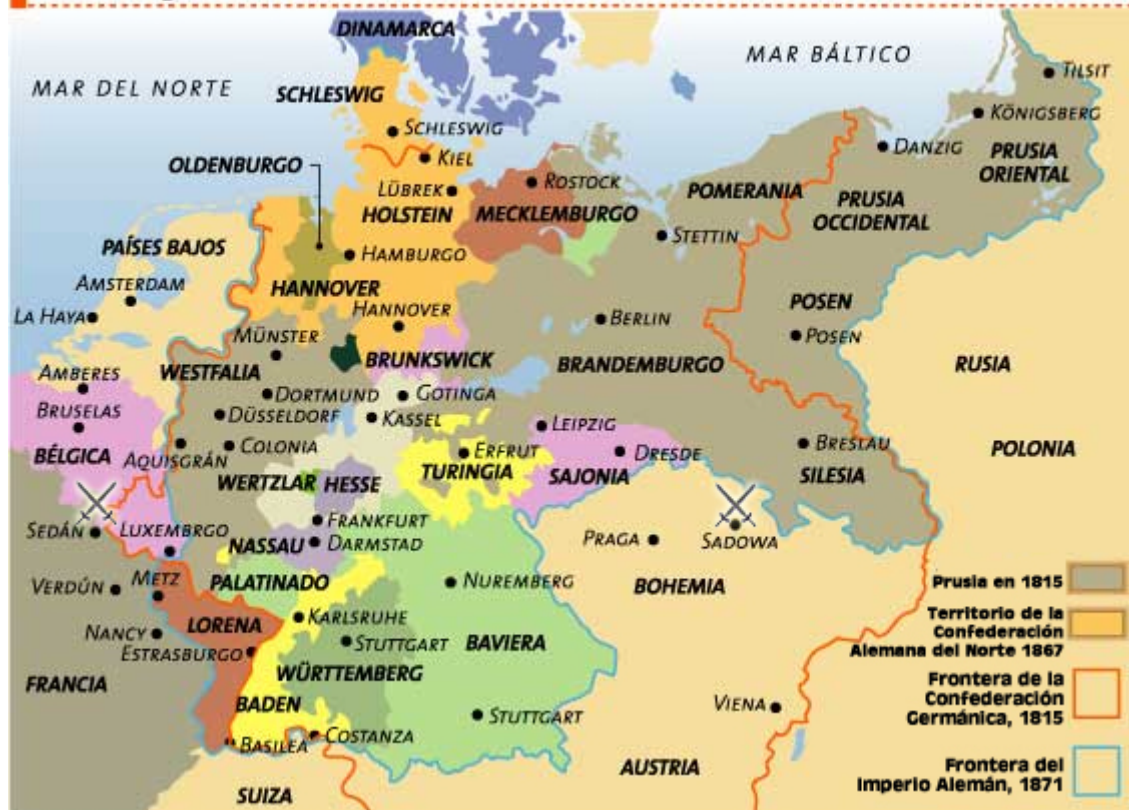 DINAMARCA
MAR BÁLTICO
MAR DEL NORTE
TILSIT
SCHLESWIG
KÖNIGSBERG
SCHLESWIG
DANZIG
PRUSIA
ORIENTAL
OLDENBURGO
KIEL
LÜBREK
ROSTOCK
POMERANIA
PRUSIA
OCCIDENTAL
HOLSTEIN
MECKLEMBURGO
STETTIN
PAÍSES BAJOS
HAMBURGO
AMSTERDAM
HANNOVER
LA HAYA
HANNOVER
BERLIN
POSEN
POSEN
MÜNSTER
BRUNKSWICK
BRANDEMBURGO
RUSIA
AMBERES
WESTFALIA
DORTMUND
GOTINGA
BRUSELAS
DÜSSELDORF
KASSEL
LEIPZIG
BÉLGICA
COLONIA
AQUISGRÁN
ERFRUT
DRESDE
BRESLAU
POLONIA
TURINGIA
SAJONIA
SILESIA
WERTZLAR
HESSE
SEDÁN
LUXEMBRGO
FRANKFURT
NASSAU
DARMSTAD
PRAGA
SADOWA
VERDÚN
METZ
PALATINADO
NUREMBERG
BOHEMIA
LORENA
KARLSRUHE
NANCY
ESTRASBURGO
STUTTGART
BAVIERA
FRANCIA
WÜRTTEMBERG
BADEN
STUTTGART
VIENA
BASILEA
COSTANZA
AUSTRIA
SUIZA
Prusia en 1815
Territorio de la
Confederación
Alemana del Norte 1867
Frontera de la
Confederación
Germánica, 1815
Frontera del
Imperio Alemán, 1871